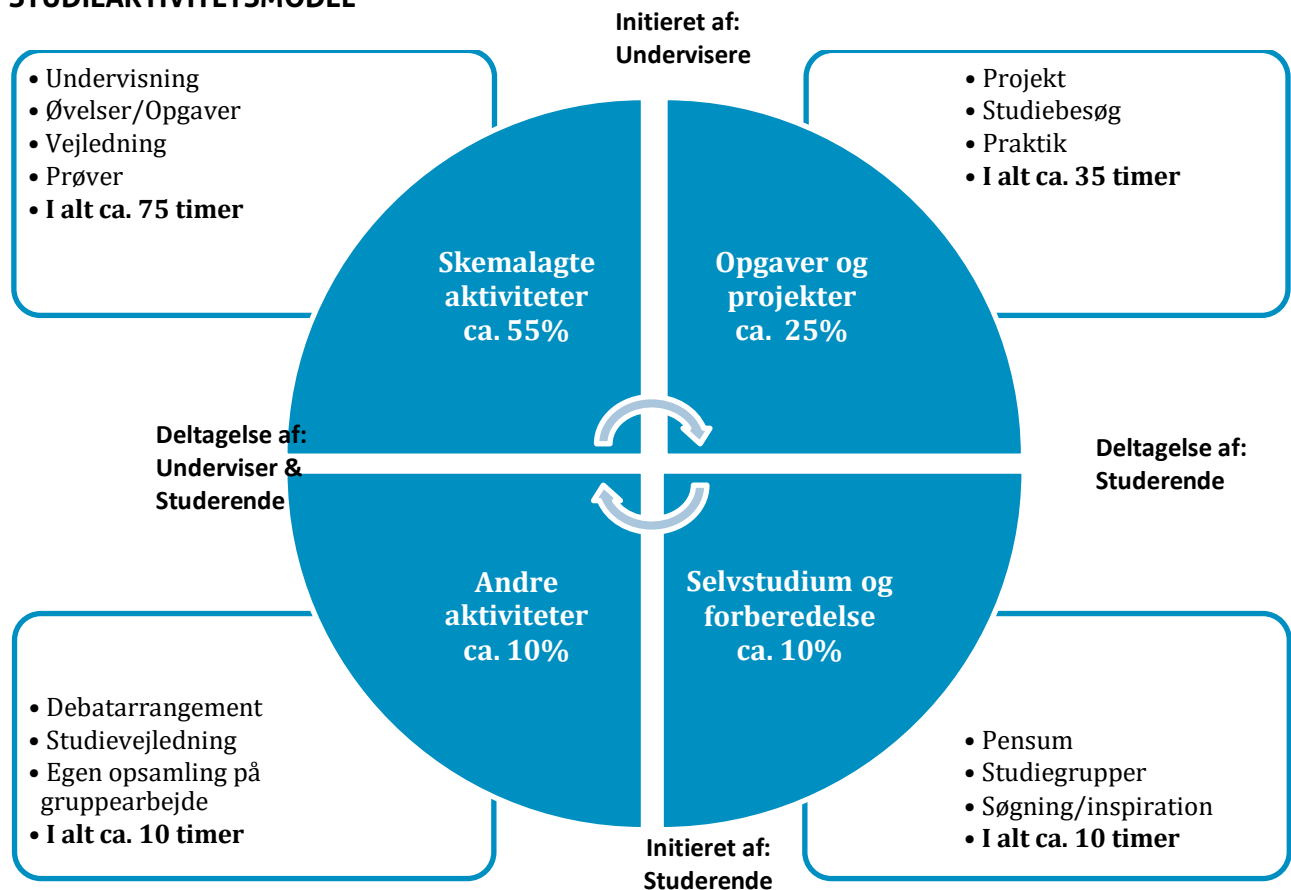 STUDIEAKTIVITETSMODEL
Initieret af:
Undervisere
• Undervisning
• Øvelser/Opgaver
• Vejledning
• Prøver
• I alt ca. 75 timer
• Projekt
• Studiebesøg
• Praktik
• I alt ca. 35 timer
Skemalagte
aktiviteter
ca. 55%
Opgaver og
projekter
ca. 25%
Deltagelse af:
Underviser &
Studerende
Deltagelse af:
Studerende
Andre
aktiviteter
ca. 10%
Selvstudium og
forberedelse
ca. 10%
• Debatarrangement
• Studievejledning
• Egen opsamling på
gruppearbejde
• I alt ca. 10 timer
• Pensum
• Studiegrupper
• Søgning/inspiration
• I alt ca. 10 timer
Initieret af:
Studerende